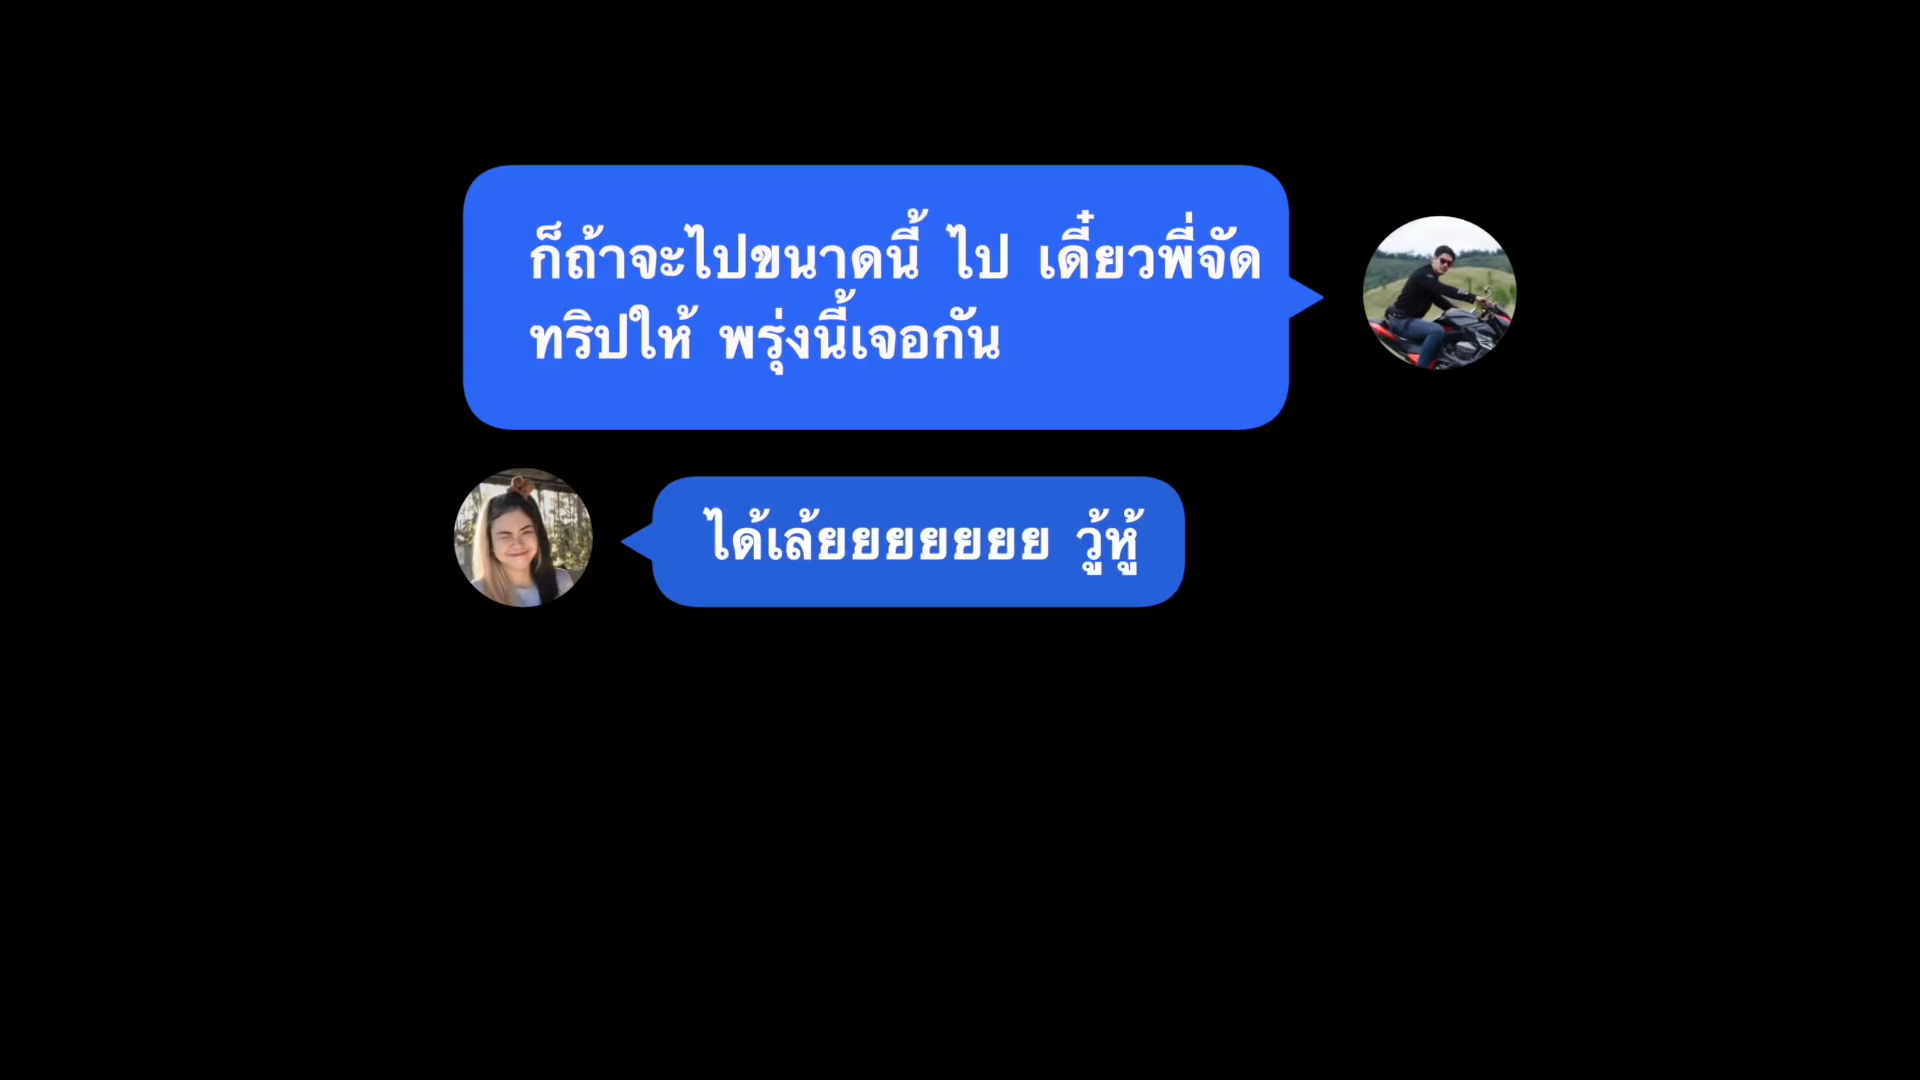 ก็ถ้าจะไปขนาดนี้ ไป เดี๋ยวพี่จัด
ทริปให้ พรุ่งนี้เจอกัน
ได้เล้ยยยยยยย วู้หู้